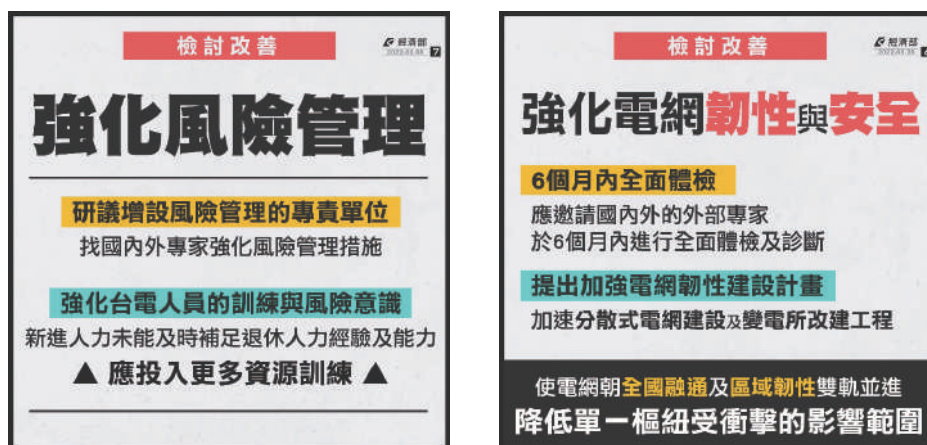 檢討改善
經濟部
7
強化風險管理
研議增設風險管理的專責單位
找國內外專家強化風險管理措施
強化台電人員的訓練與風險意識
新進人力未能及時補足退休人力經驗及能力
▲ 應投入更多資源訓練 ▲
檢討改善
經濟部
強化電網韌性與安全
6個月內全面體檢
應邀請國內外的外部專家
於6個月內進行全面體檢及診斷
提出加強電網韌性建設計畫
加速分散式電網建設及變電所改建工程
使電網朝全國融通及區域韌性雙軌並進
降低單一樞紐受衝擊的影響範圍